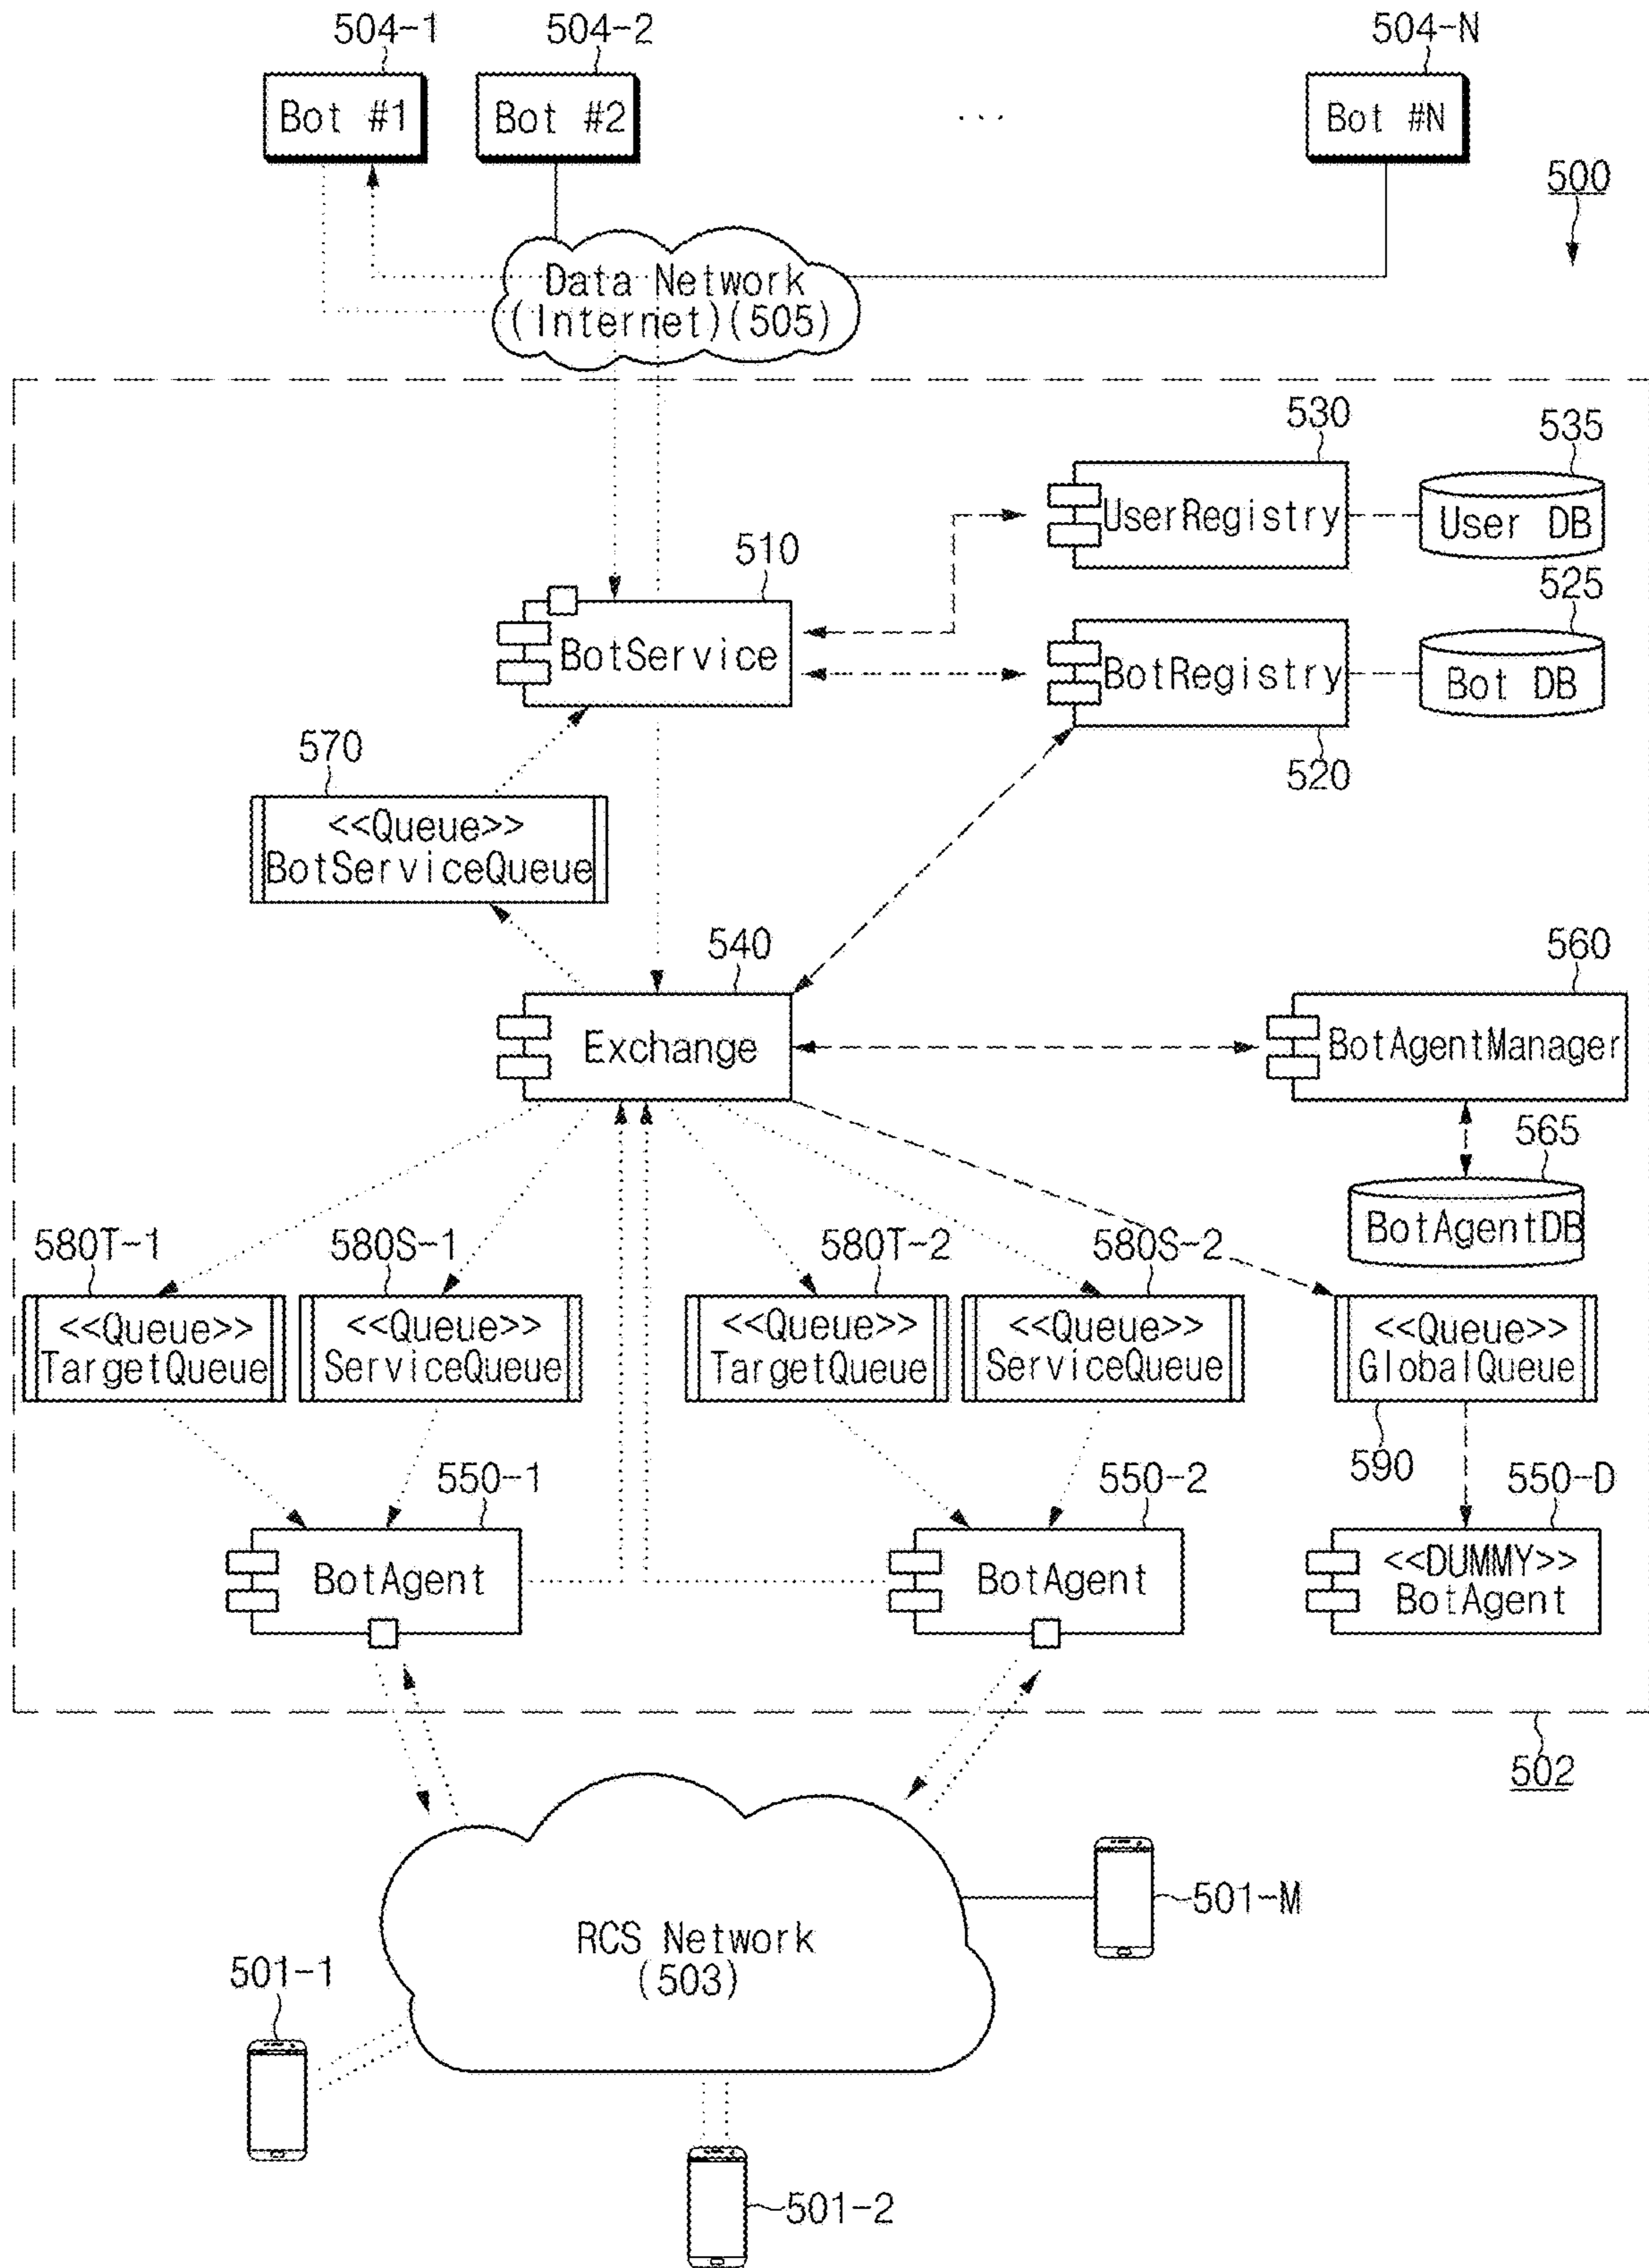 504-1
504-2
504-N
Bot #1
Bot #2
...
Bot #N
500
Data Network
(Internet)(505)
530
535
UserRegistry
User DB
510
525
BotService
BotRegistry
Bot DB
570
520
<<Queue>>
BotServiceQueue
540
560
Exchange
BotAgentManager
565
BotAgentDB
580T-1
580S-1
580T-2
580S-2
<<Queue>>
TargetQueue
<<Queue>>
ServiceQueue
<<Queue>>
TargetQueue
<<Queue>>
ServiceQueue
<<Queue>>
GlobalQueue
590
550-1
550-2
550-D
BotAgent
BotAgent
<<DUMMY>>
BotAgent
502
RCS Network
(503)
501-M
501-1
501-2